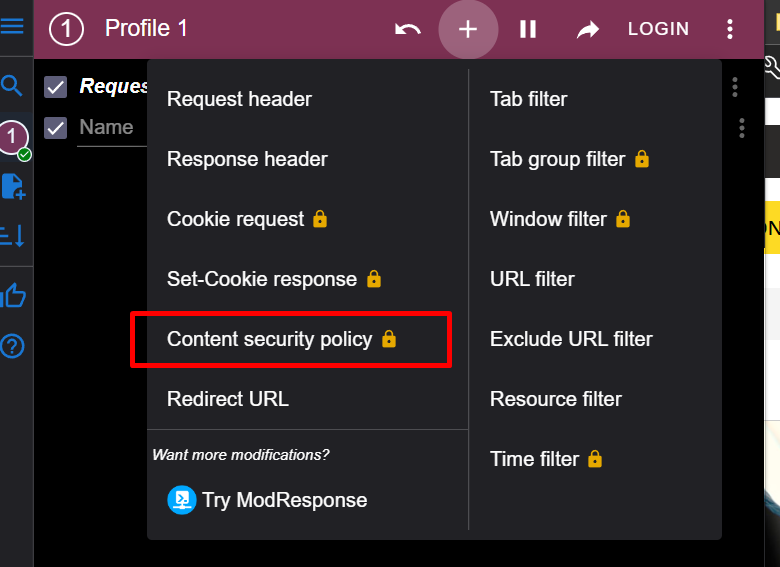 1 Profile 1 LOGIN
1
Name
Request header
Response header
Cookie request
Set-Cookie response
Content security policy
Redirect URL
Want more modifications?
Try ModResponse
Tab filter
Tab group filter
Window filter
URL filter
Exclude URL filter
Resource filter
Time filter